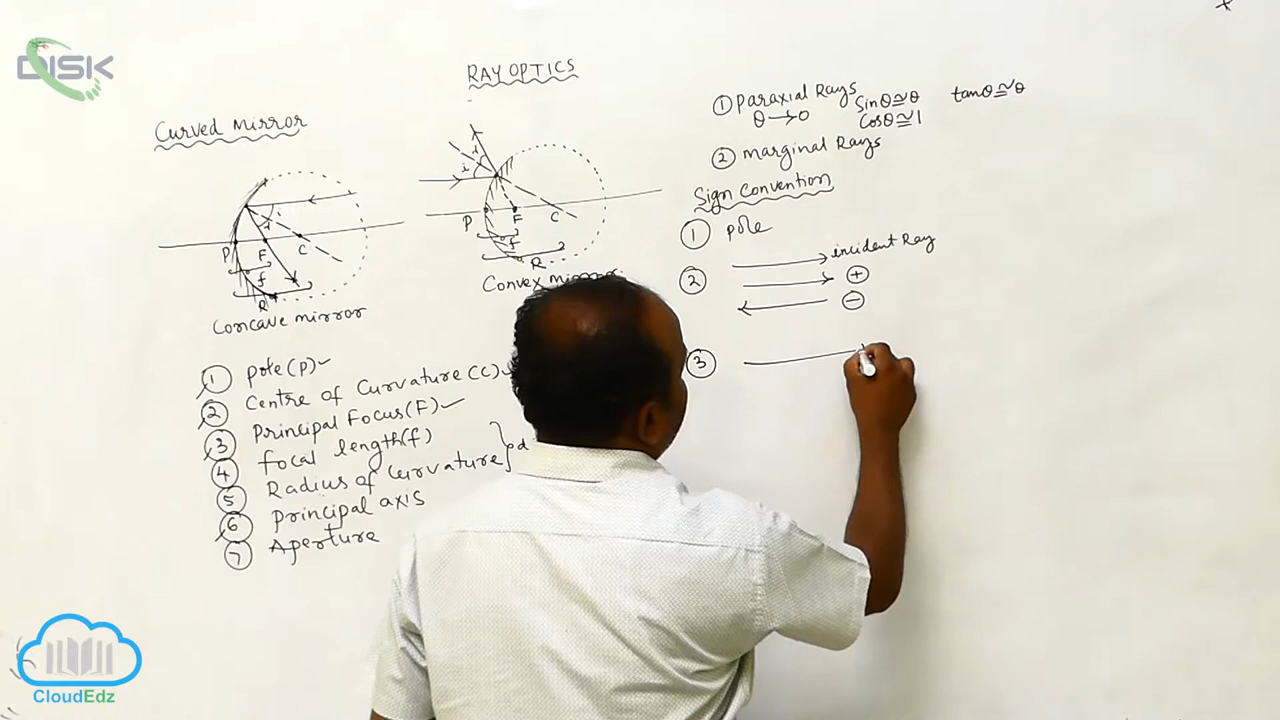 DISK
RAY OPTICS
Curved mirror
P
F
C
f
R
Concave mirror
i
P
F
C
f
R
Convex mirror
① pole(P)
② Centre of Curvature(C)
③ Principal Focus(F)
④ focal length(f)
⑤ Radius of curvature
⑥ principal axis
⑦ Aperture
① Paraxial Rays
θ→0
Sinθ≅θ
tanθ≅θ
Cosθ≅1
② marginal Rays
Sign Convention
① pole
② incident Ray
+
−
③
CloudEdz